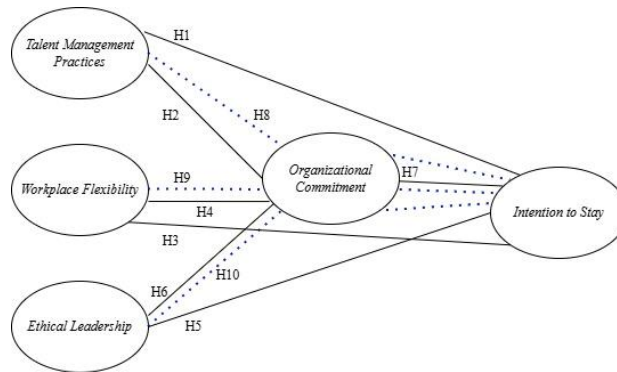 H1
Talent Management
Practices
H8
H2
H9
Organizational
Commitment
H7
Workplace Flexibility
H4
Intention to Stay
H3
H10
H6
H5
Ethical Leadership